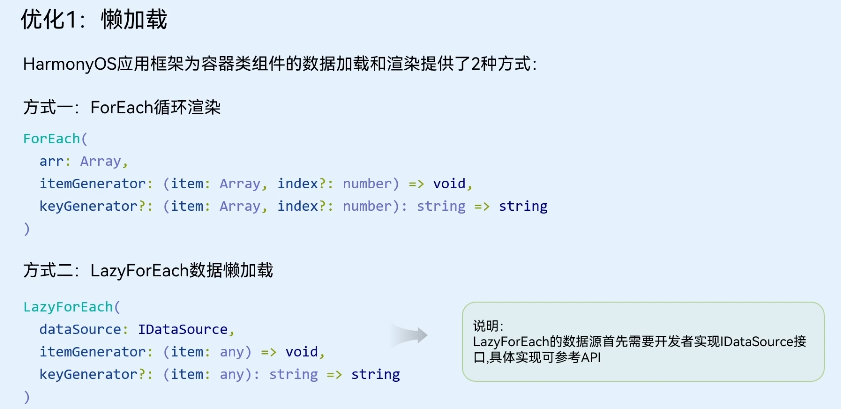 优化1：懒加载
HarmonyOS应用框架为容器类组件的数据加载和渲染提供了2种方式：
方式一：ForEach循环渲染
ForEach(
arr: Array,
itemGenerator: (item: Array, index?: number) => void,
keyGenerator?: (item: Array, index?: number): string => string
)
方式二：LazyForEach数据懒加载
LazyForEach(
dataSource: IDataSource,
itemGenerator: (item: any) => void,
keyGenerator?: (item: any): string => string
)
说明：
LazyForEach的数据源首先需要开发者实现IDataSource接
口,具体实现可参考API